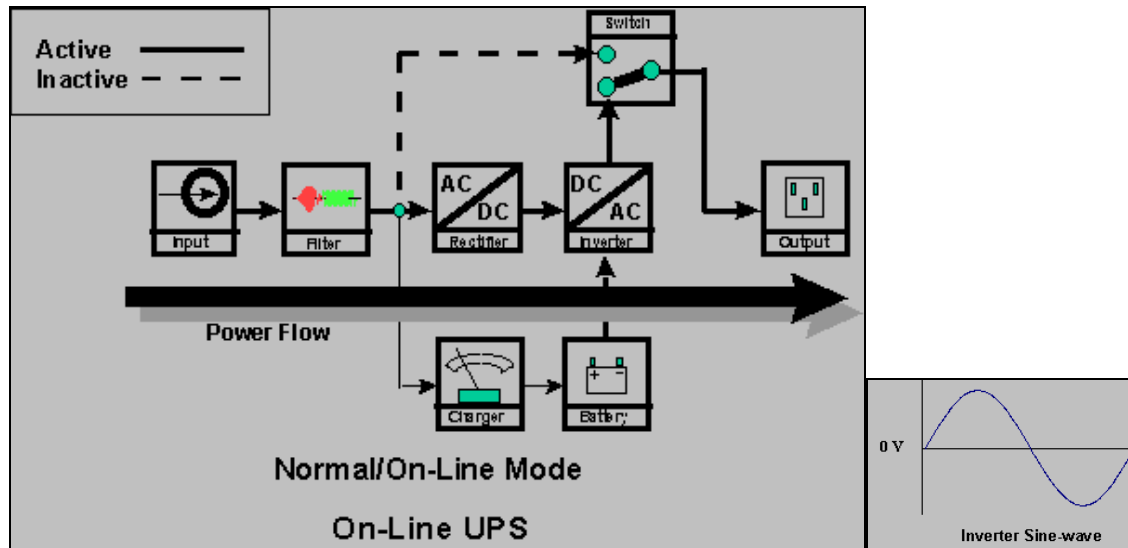 Active
Inactive
Switch
AC
DC
DC
AC
Input
Filter
Rectifier
Inverter
Output
Power Flow
+ -
Charger
Battery
Normal/On-Line Mode
On-Line UPS
0 V
Inverter Sine-wave